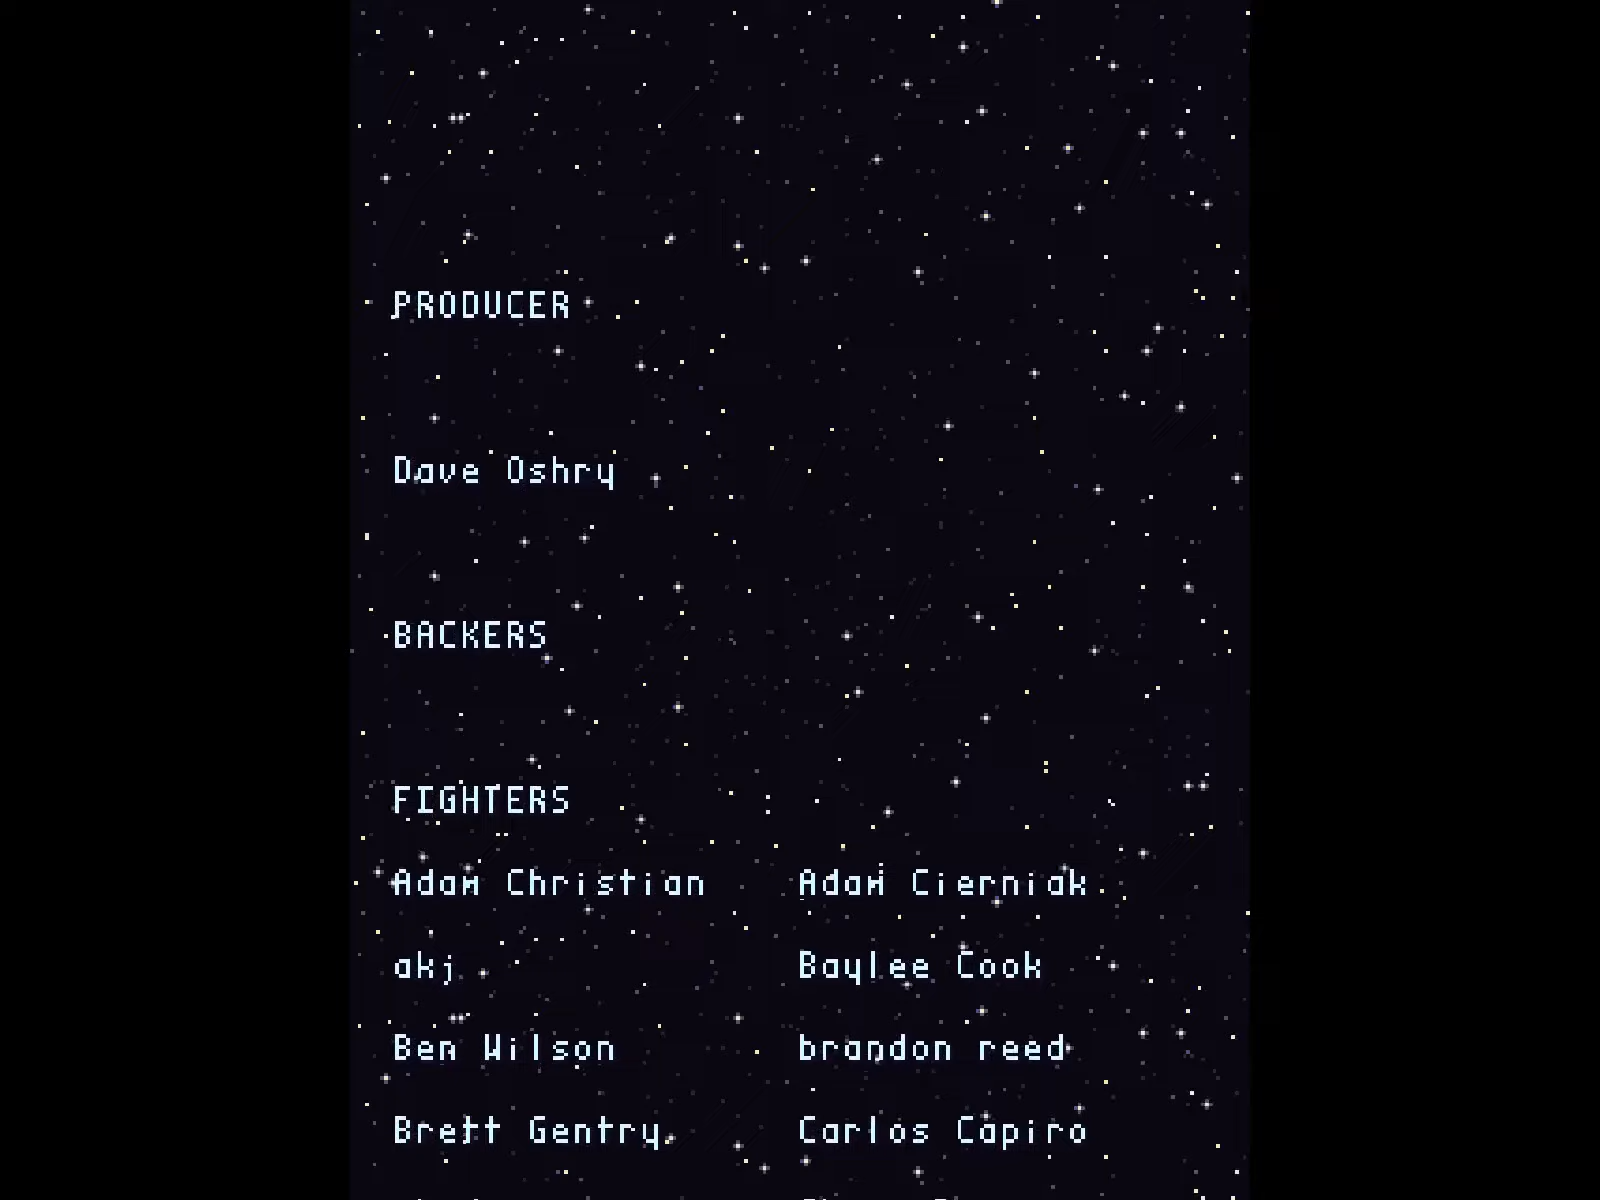 PRODUCER
Dave Oshry
BACKERS
FIGHTERS
Adam Christian Adam Cierniak
akj Baylee Cook
Ben Wilson brandon reed
Brett Gentry Carlos Capiro